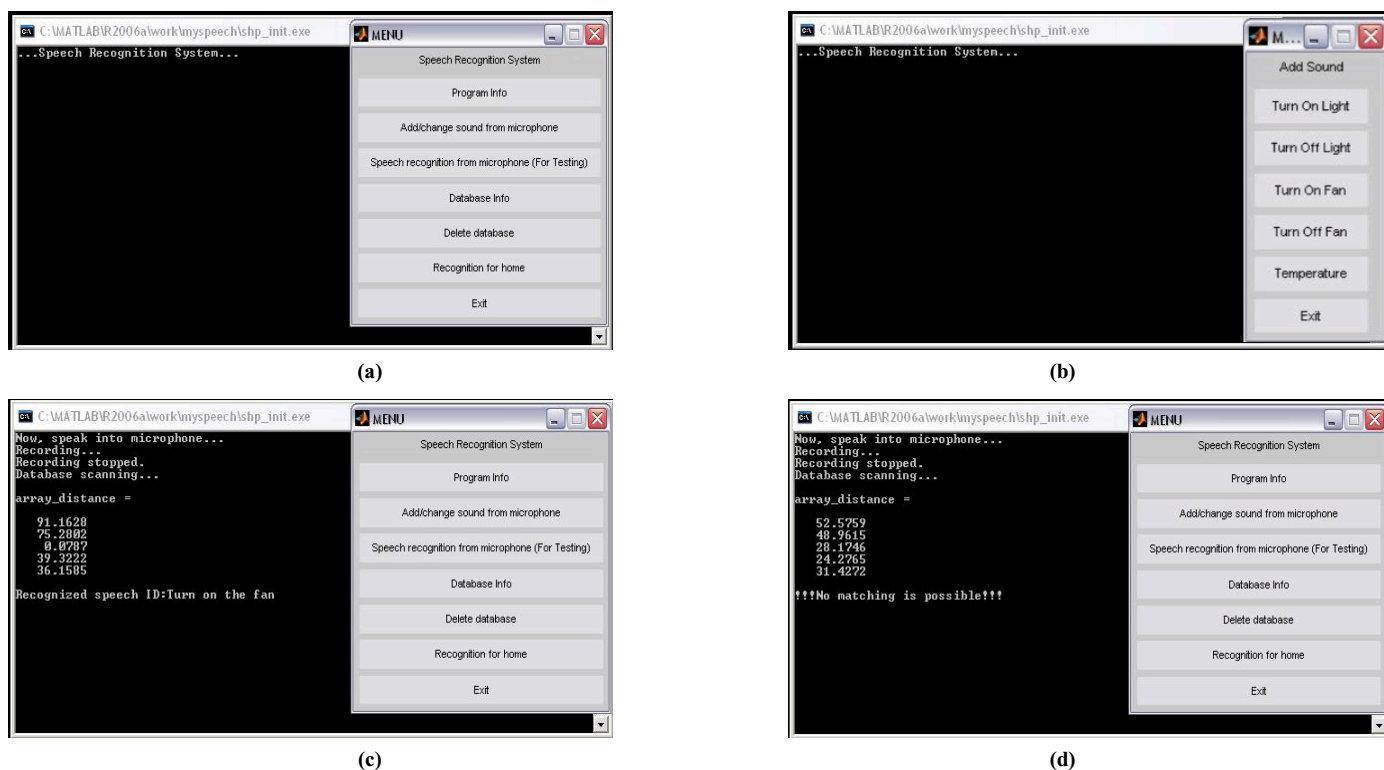 C:\MATLAB\R2006a\work\myspeech\shp_init.exe
...Speech Recognition System...
MENU
Speech Recognition System
Program Info
Add/change sound from microphone
Speech recognition from microphone (For Testing)
Database Info
Delete database
Recognition for home
Exit
(a)
C:\MATLAB\R2006a\work\myspeech\shp_init.exe
...Speech Recognition System...
M...
Add Sound
Turn On Light
Turn Off Light
Turn On Fan
Turn Off Fan
Temperature
Exit
(b)
C:\MATLAB\R2006a\work\myspeech\shp_init.exe
Now, speak into microphone...
Recording...
Recording stopped.
Database scanning...
array_distance =
91.1628
75.2802
0.0787
39.3222
36.1585
Recognized speech ID:Turn on the fan
MENU
Speech Recognition System
Program Info
Add/change sound from microphone
Speech recognition from microphone (For Testing)
Database Info
Delete database
Recognition for home
Exit
(c)
C:\MATLAB\R2006a\work\myspeech\shp_init.exe
Now, speak into microphone...
Recording...
Recording stopped.
Database scanning...
array_distance =
52.5759
48.9615
28.1746
24.2765
31.4272
!!!No matching is possible!!!
MENU
Speech Recognition System
Program Info
Add/change sound from microphone
Speech recognition from microphone (For Testing)
Database Info
Delete database
Recognition for home
Exit
(d)